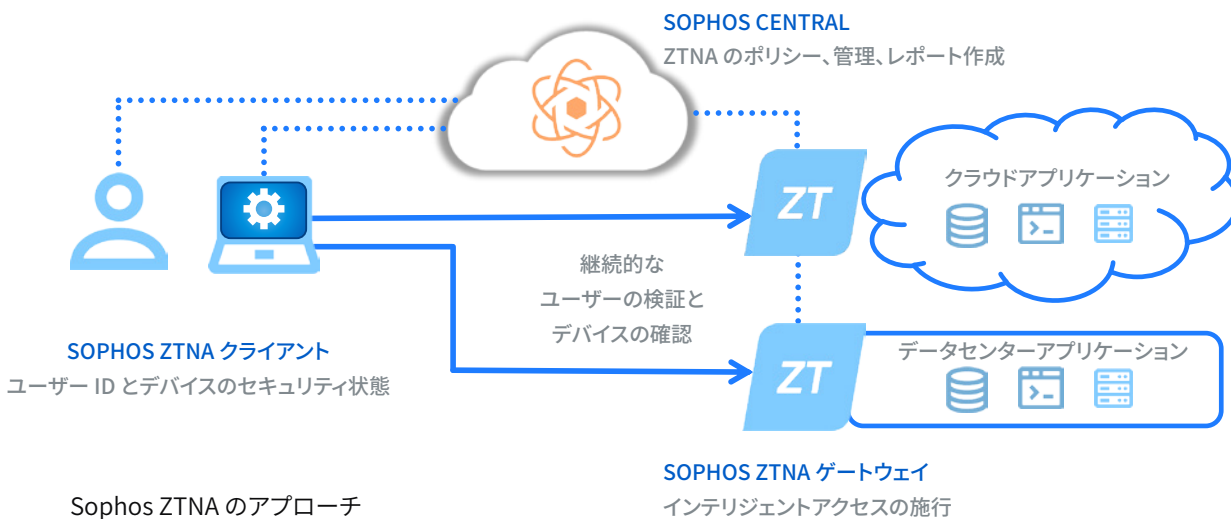 SOPHOS CENTRAL
ZTNA のポリシー、管理、レポート作成
クラウドアプリケーション
ZT
継続的な
ユーザーの検証と
デバイスの確認
SOPHOS ZTNA クライアント
ユーザー ID とデバイスのセキュリティ状態
データセンターアプリケーション
ZT
SOPHOS ZTNA ゲートウェイ
インテリジェントアクセスの施行
Sophos ZTNA のアプローチ